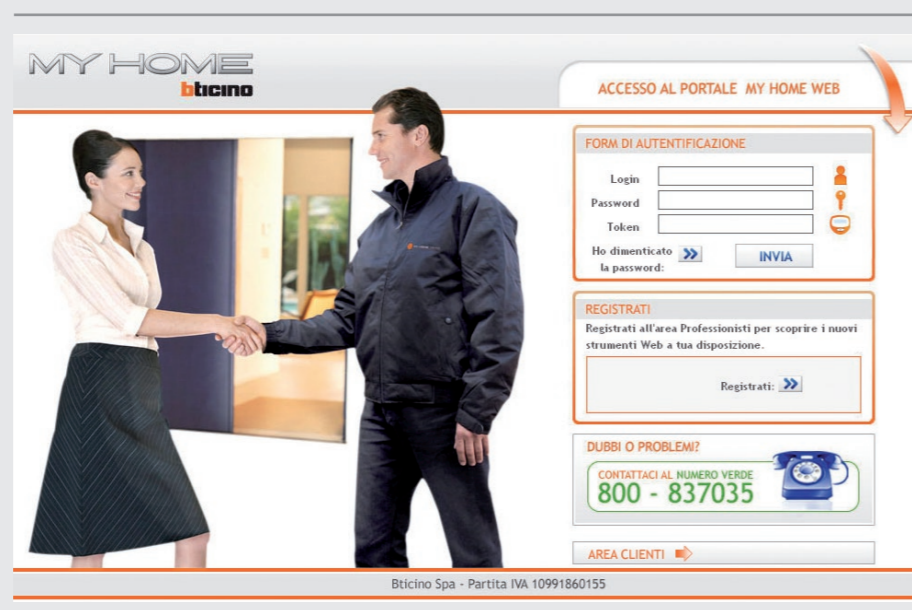 MY HOME
bticino
ACCESSO AL PORTALE MY HOME WEB
FORM DI AUTENTIFICAZIONE
Login
Password
Token
Ho dimenticato
la password:
INVIA
REGISTRATI
Registrati all'area Professionisti per scoprire i nuovi
strumenti Web a tua disposizione.
Registrati:
DUBBI O PROBLEMI?
CONTATTACI AL NUMERO VERDE
800 - 837035
AREA CLIENTI
Bticino Spa - Partita IVA 10991860155